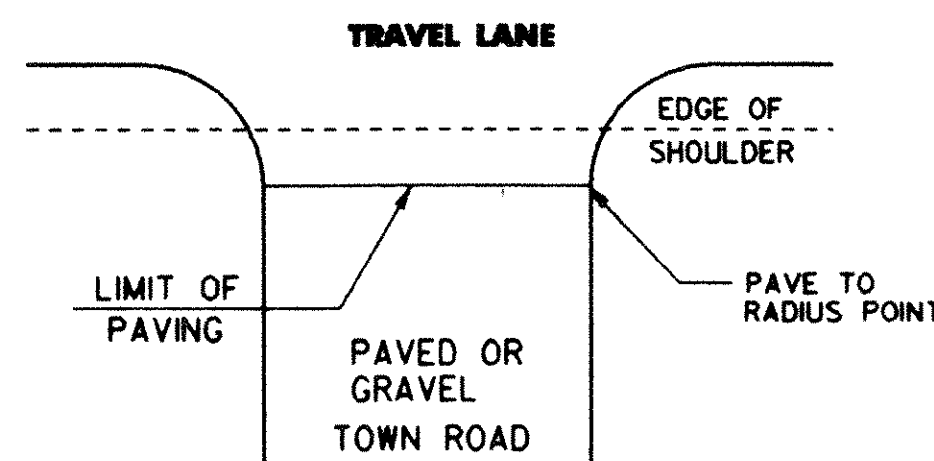 TRAVEL LANE
EDGE OF
SHOULDER
LIMIT OF
PAVING
PAVE TO
RADIUS POINT
PAVED OR
GRAVEL
TOWN ROAD